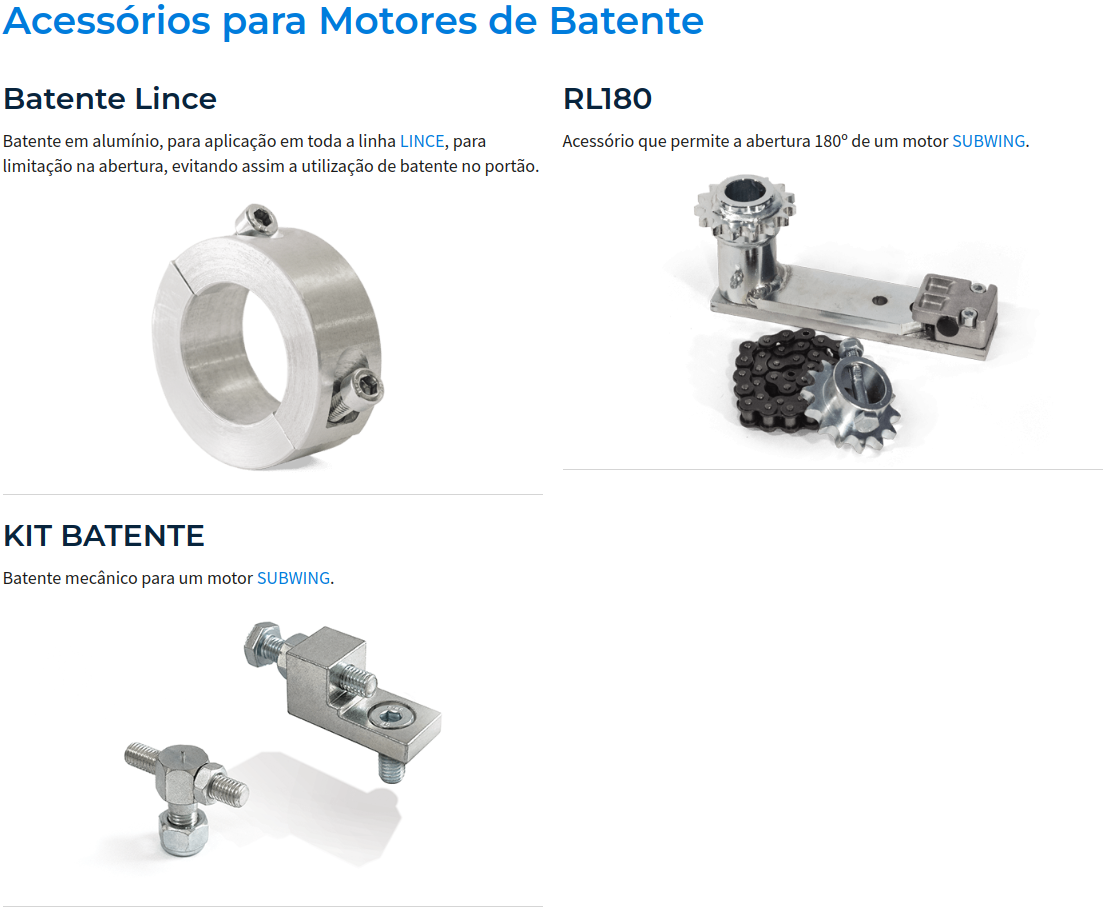 Acessórios para Motores de Batente
Batente Lince
Batente em alumínio, para aplicação em toda a linha LINCE, para
limitação na abertura, evitando assim a utilização de batente no portão.
RL180
Acessório que permite a abertura 180º de um motor SUBWING.
KIT BATENTE
Batente mecânico para um motor SUBWING.